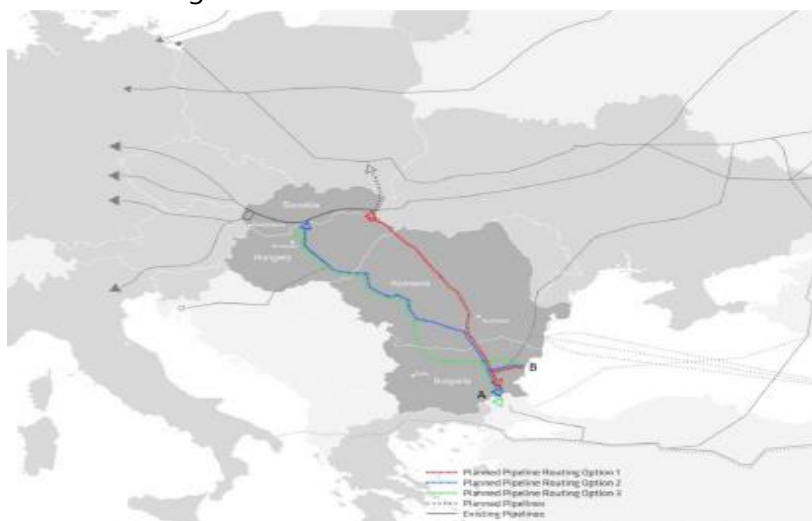 Slovakia
Hungary
Romania
B
Bulgaria
A
Planned Pipeline Routing Option 1
Planned Pipeline Routing Option 2
Planned Pipeline Routing Option 3
Planned Pipelines
Existing Pipelines